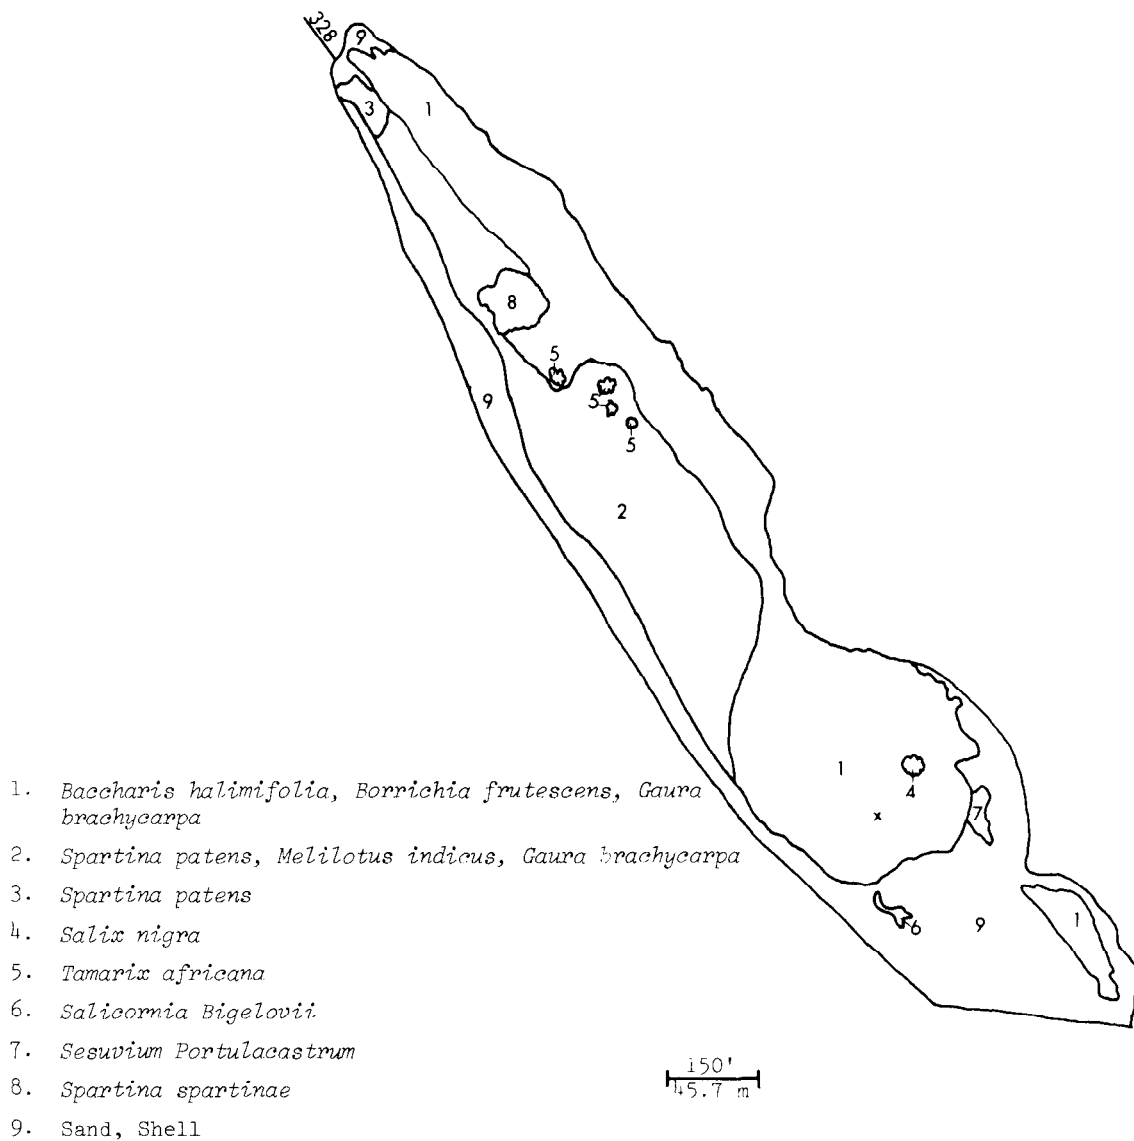 328
9
3
1
8
5
5
5
9
2
1
4
x
7
6
9
1
1. Baccharis halimifolia, Borrichia frutescens, Gaura
brachycarpa
2. Spartina patens, Melilotus indicus, Gaura brachycarpa
3. Spartina patens
4. Salix nigra
5. Tamarix africana
6. Salicornia Bigelovii
7. Sesuvium Portulacastrum
8. Spartina spartinae
9. Sand, Shell
150'
45.7 m